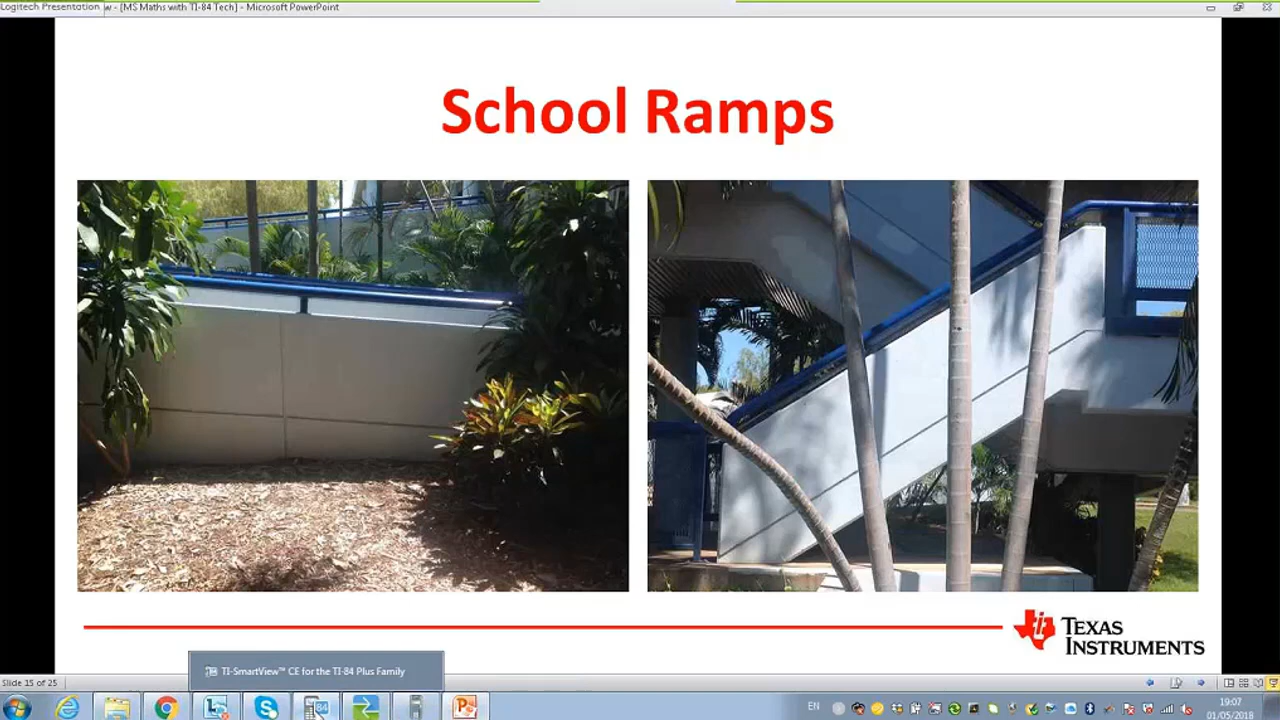 Logitech Presentation
w - [MS Maths with TI-84 Tech] - Microsoft PowerPoint
School Ramps
TEXAS
INSTRUMENTS
TI-SmartView™ CE for the TI-84 Plus Family
Slide 15 of 25
84
EN
19:07
01/05/2018